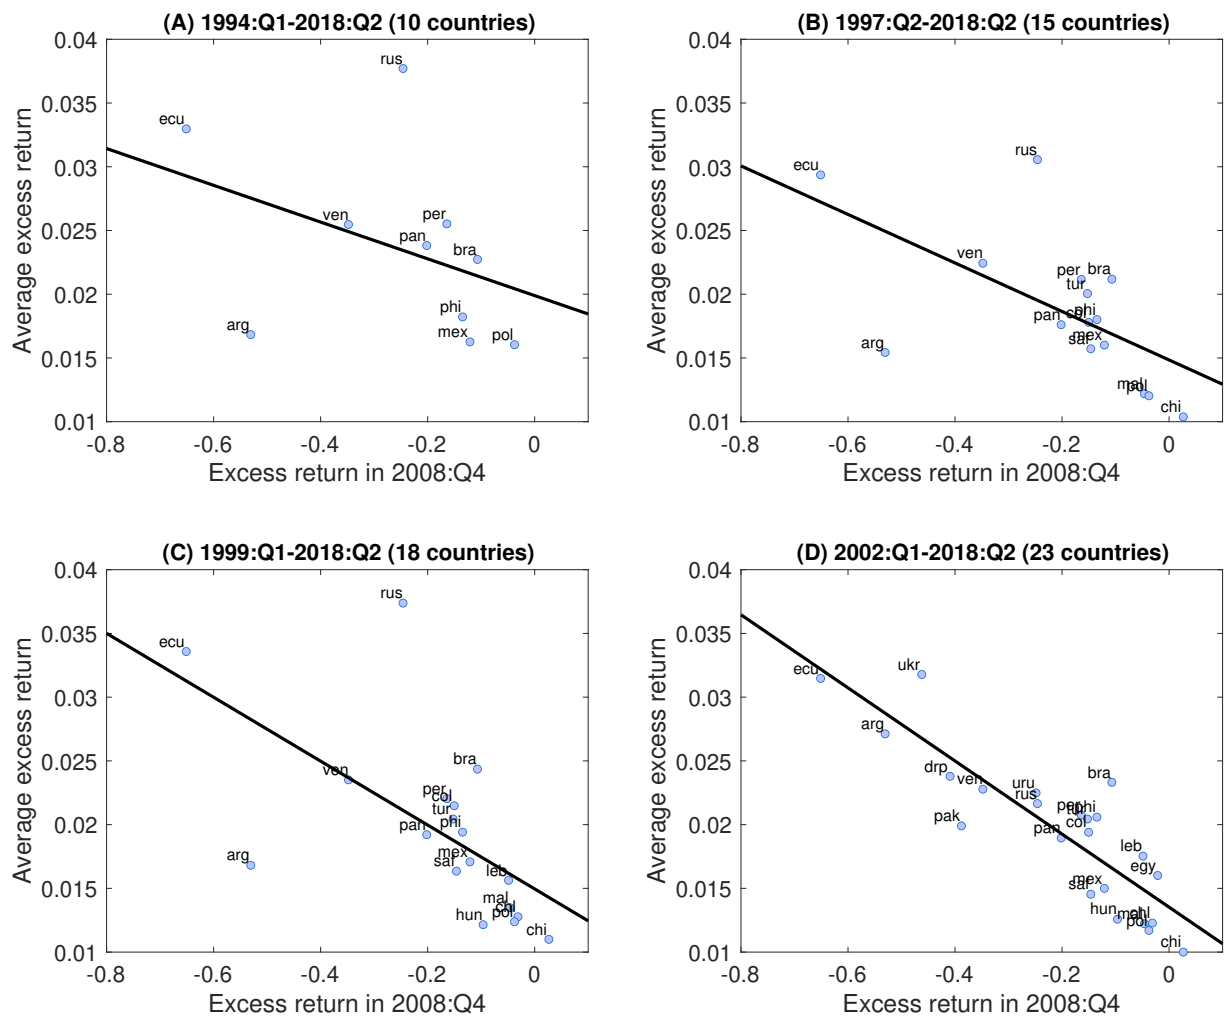 (A) 1994:Q1-2018:Q2 (10 countries)
0.04
0.035
0.03
0.025
0.02
0.015
0.01
Average excess return
rus
ecu
ven
per
pan
bra
phi
arg
mex
pol
-0.8
-0.6
-0.4
-0.2
0
Excess return in 2008:Q4
(B) 1997:Q2-2018:Q2 (15 countries)
0.04
0.035
0.03
0.025
0.02
0.015
0.01
Average excess return
rus
ecu
ven
per
bra
tur
pan
col
phi
arg
saf
mex
mal
pol
chi
-0.8
-0.6
-0.4
-0.2
0
Excess return in 2008:Q4
(C) 1999:Q1-2018:Q2 (18 countries)
0.04
0.035
0.03
0.025
0.02
0.015
0.01
Average excess return
rus
ecu
ven
bra
per
col
tur
pan
phi
arg
saf
mex
leb
mal
chl
pol
hun
chi
-0.8
-0.6
-0.4
-0.2
0
Excess return in 2008:Q4
(D) 2002:Q1-2018:Q2 (23 countries)
0.04
0.035
0.03
0.025
0.02
0.015
0.01
Average excess return
ecu
ukr
arg
drp
ven
uru
rus
bra
pak
per
phi
tur
col
pan
leb
egy
saf
mex
hun
mal
chl
pol
chi
-0.8
-0.6
-0.4
-0.2
0
Excess return in 2008:Q4